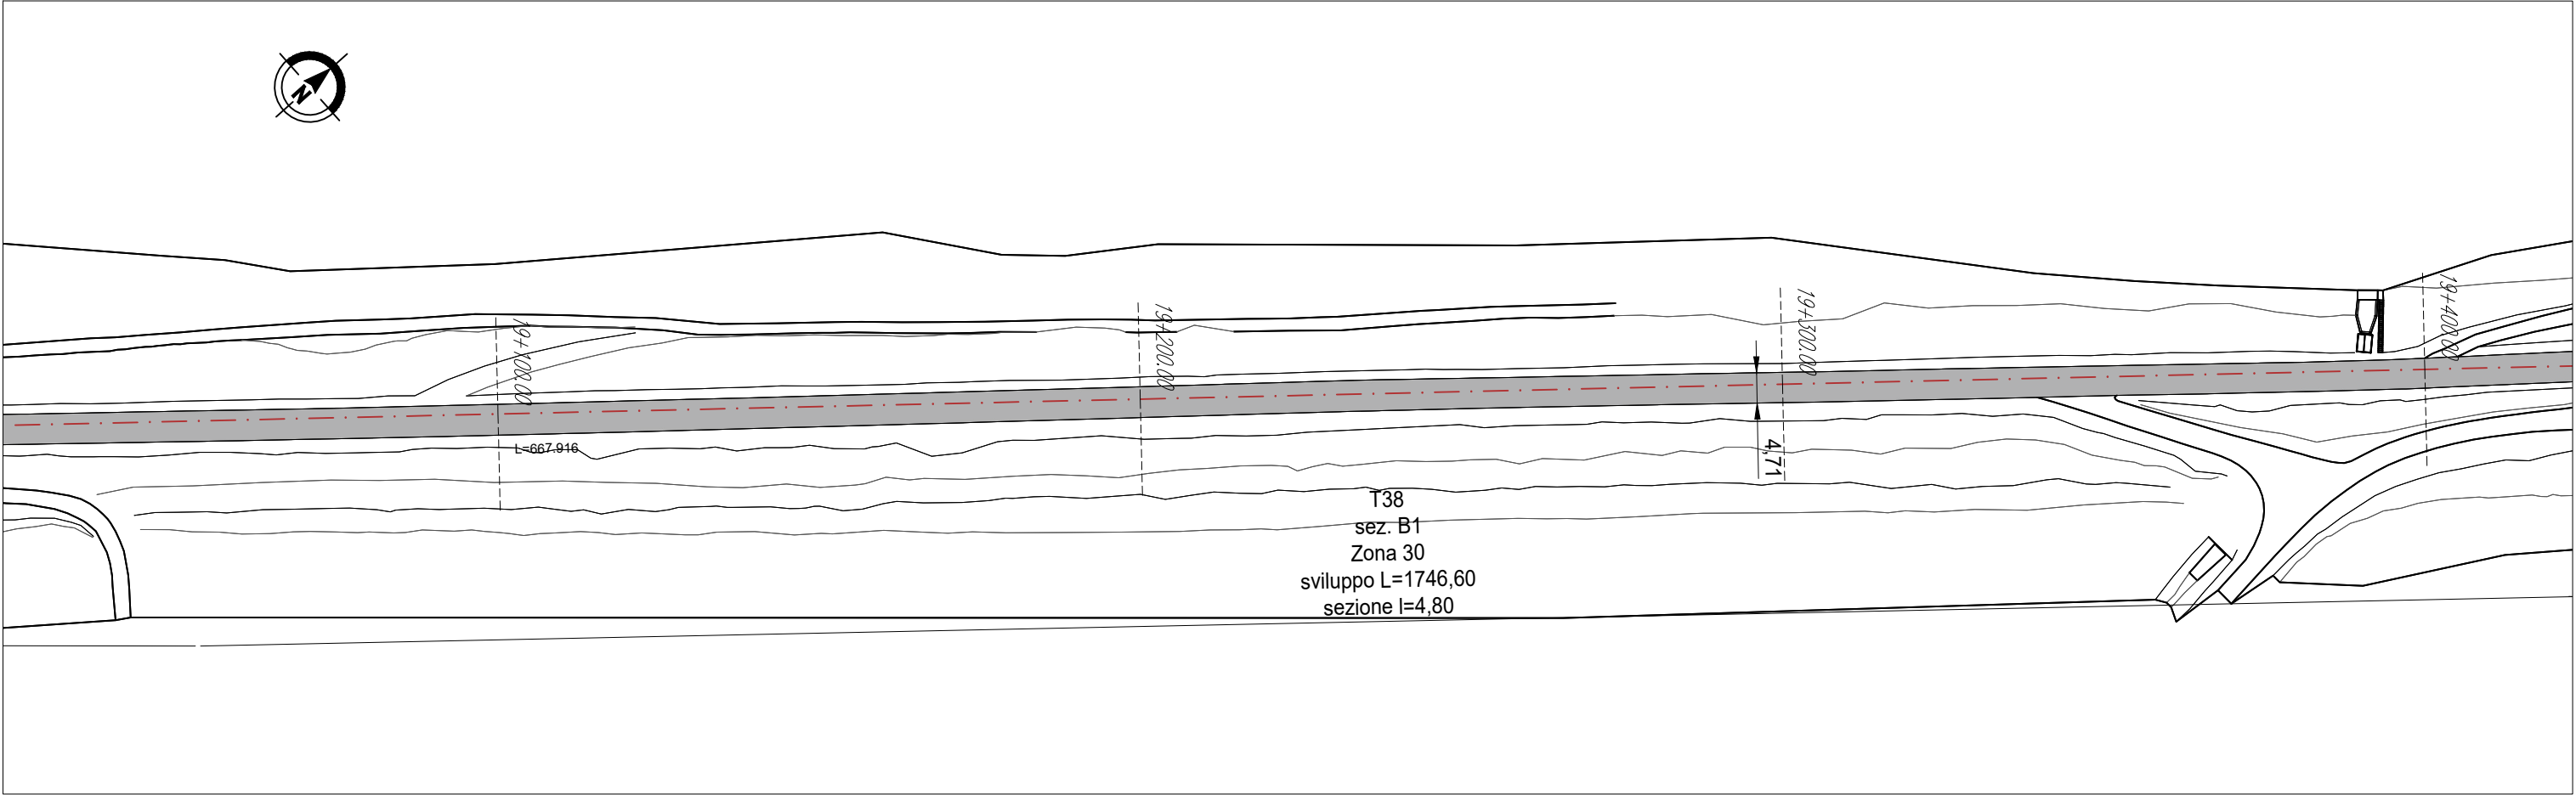 N
19+100.00
19+200.00
19+300.00
19+400.00
L=667.916
4,71
T38
sez. B1
Zona 30
sviluppo L=1746,60
sezione l=4,80